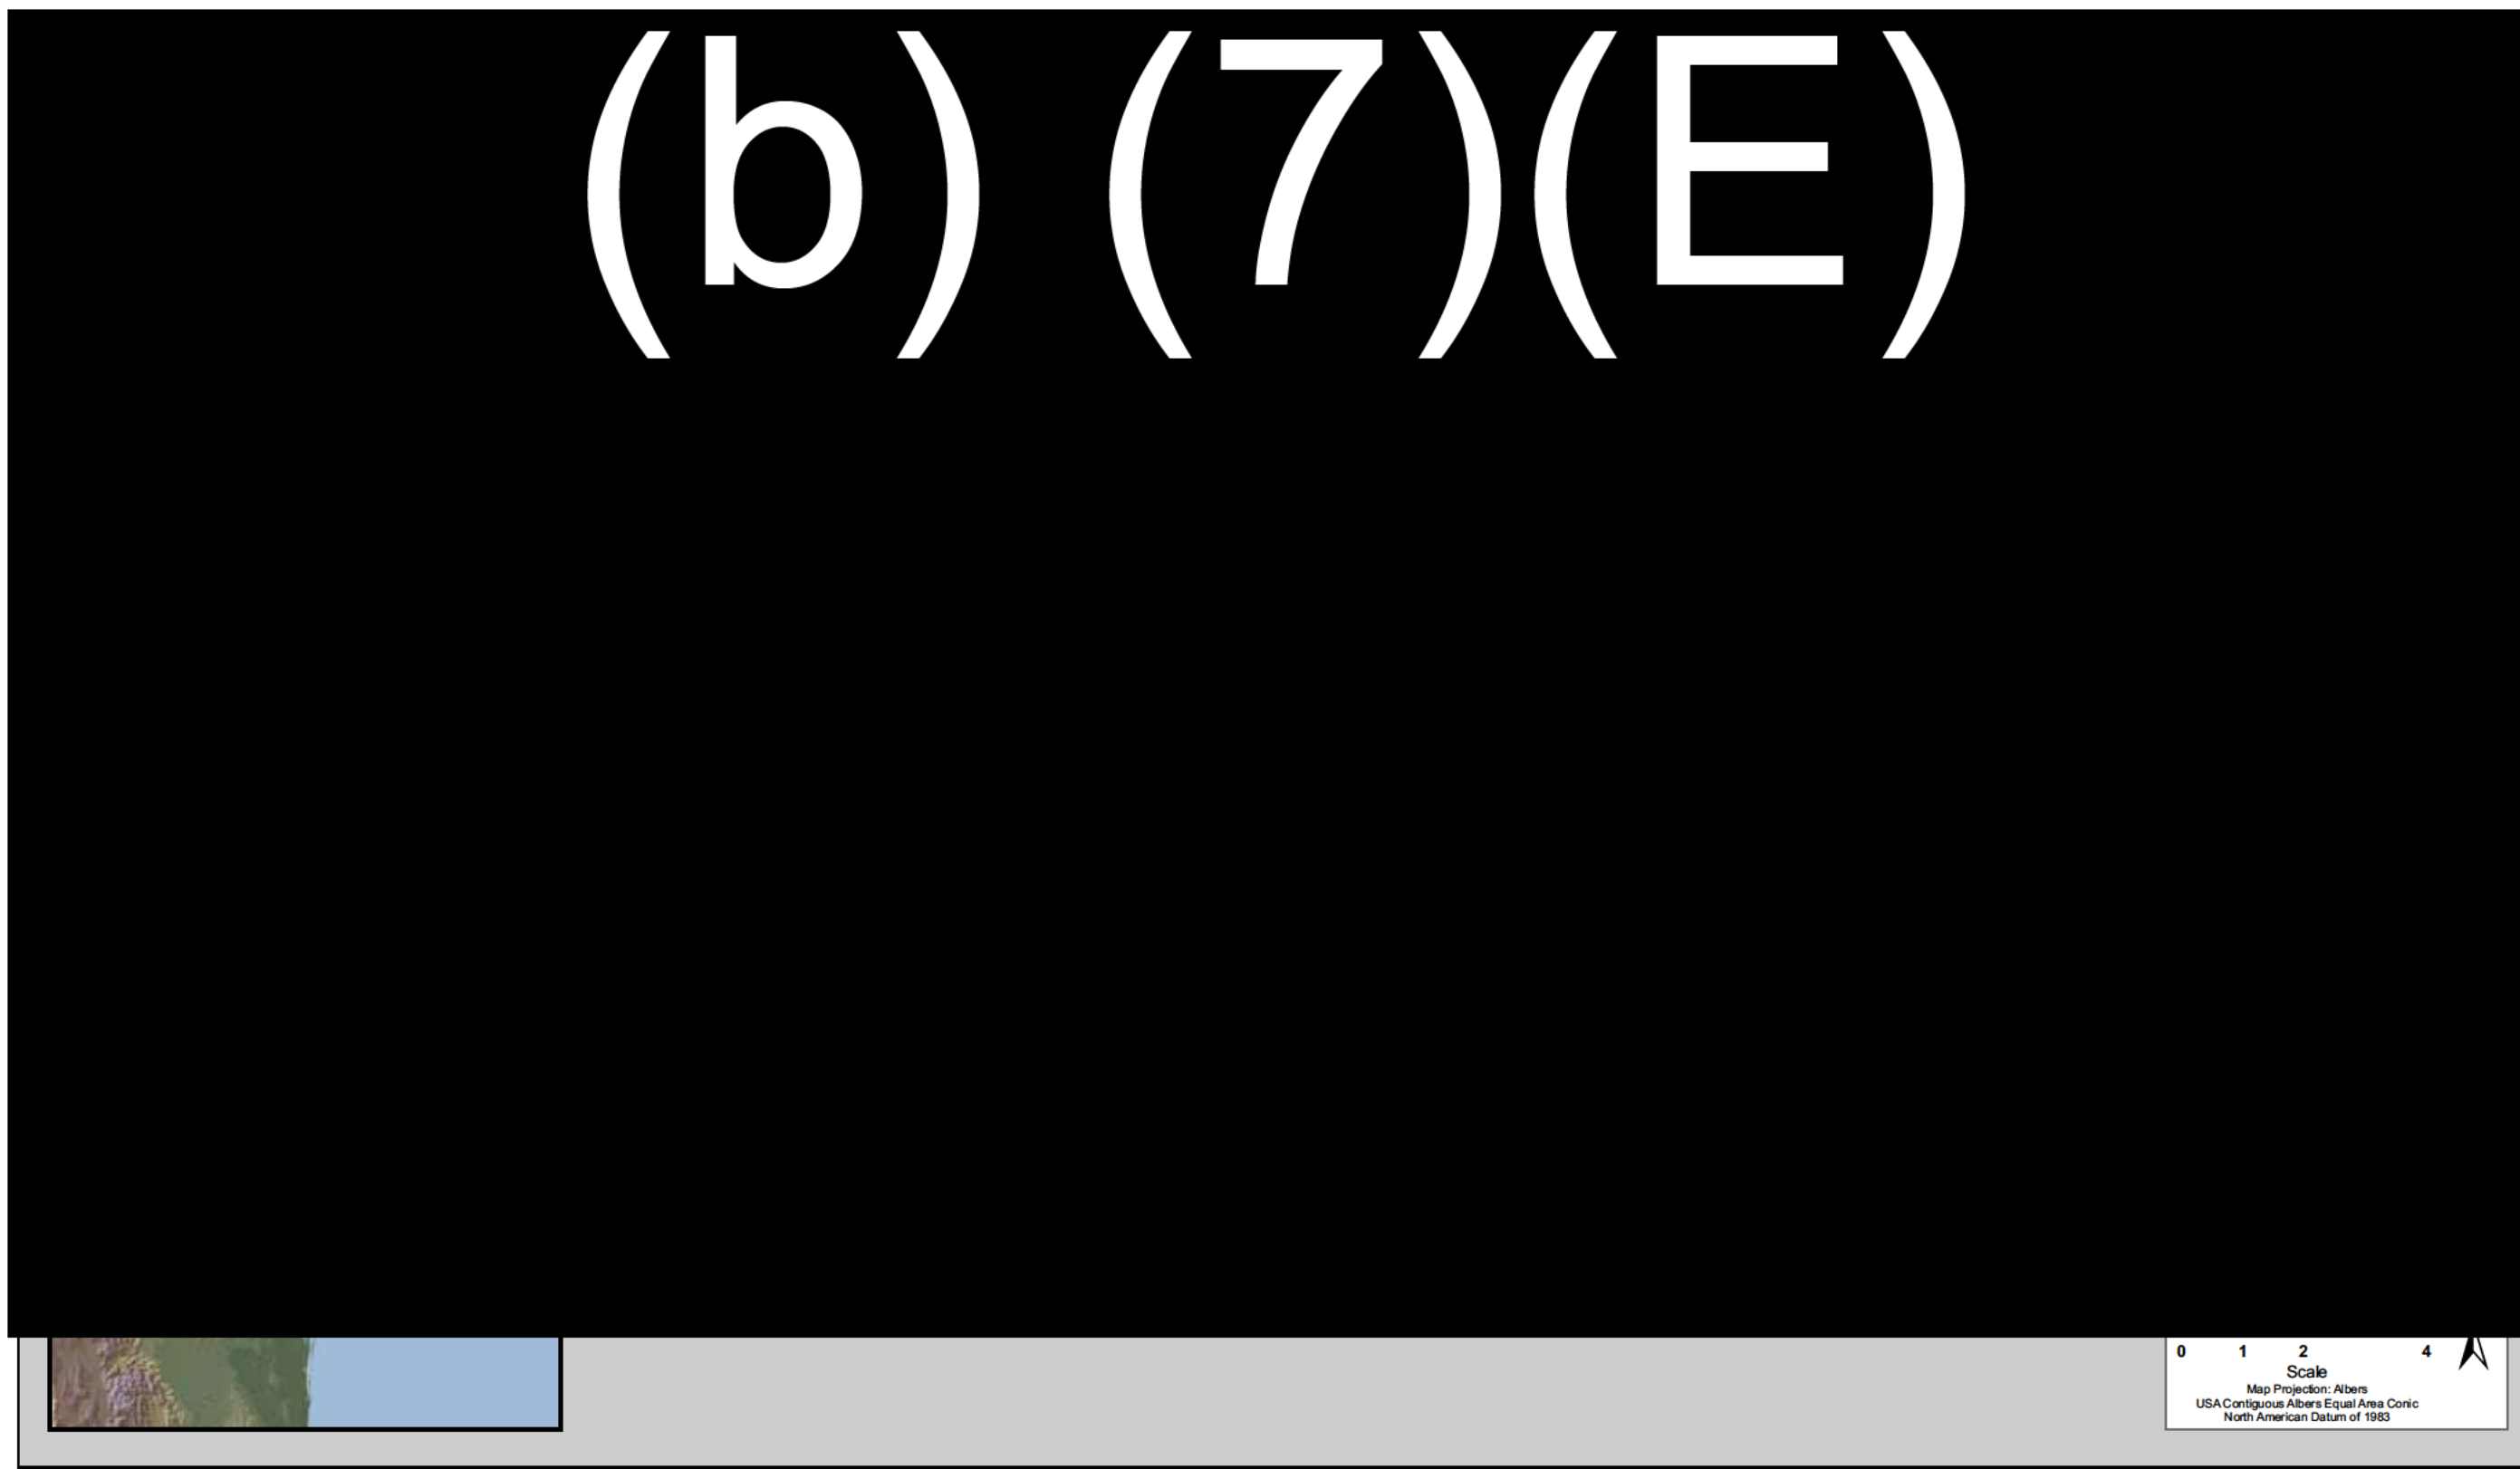 (b) (7)(E)
0 1 2 4
Scale
Map Projection: Albers
USA Contiguous Albers Equal Area Conic
North American Datum of 1983